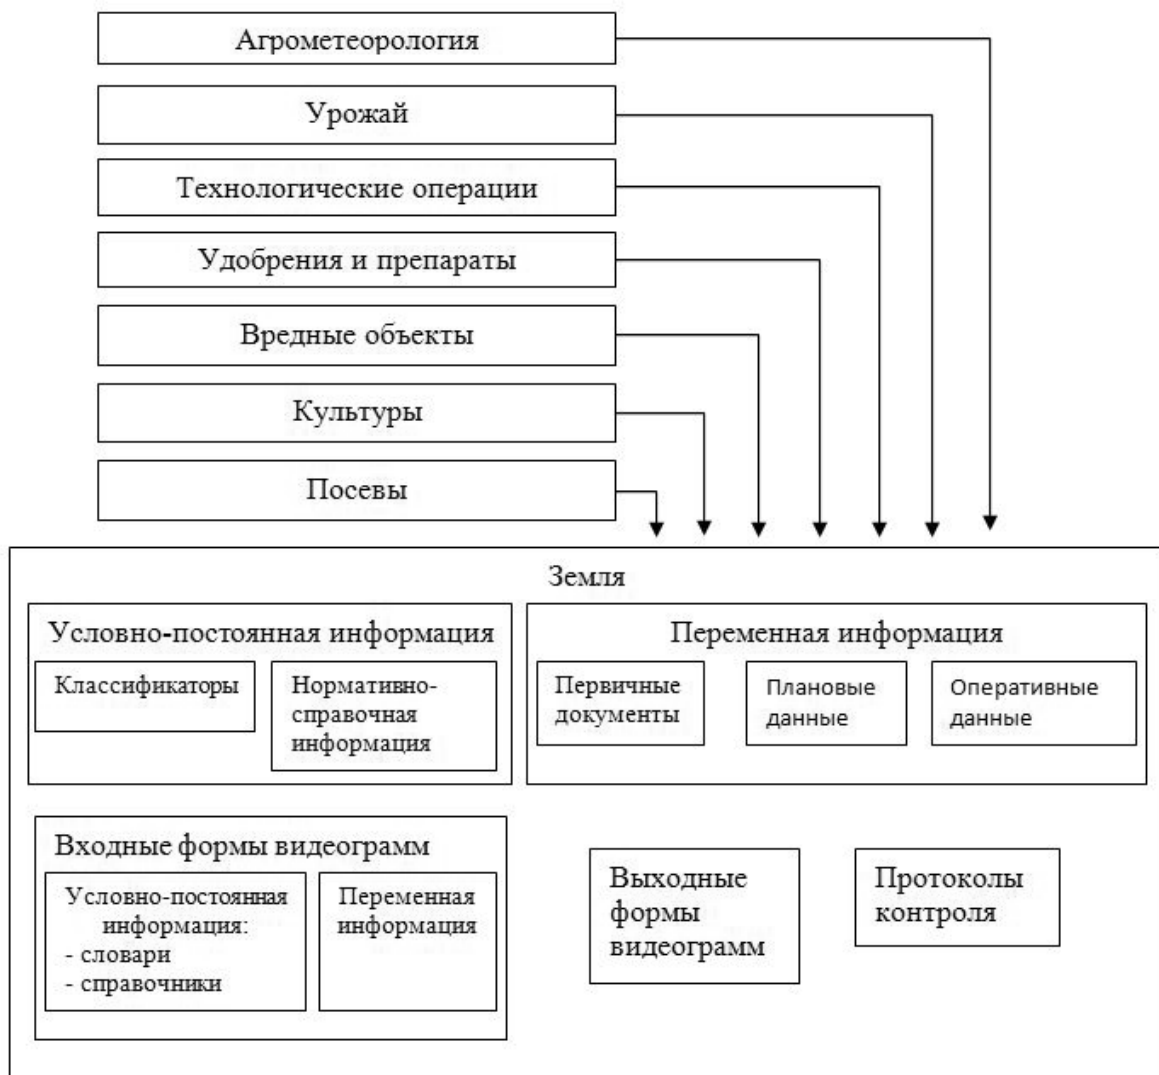 Агрометеорология
Урожай
Технологические операции
Удобрения и препараты
Вредные объекты
Культуры
Посевы
Земля
Условно-постоянная информация
Классификаторы
Нормативно-
справочная
информация
Переменная информация
Первичные
документы
Плановые
данные
Оперативные
данные
Входные формы видеограмм
Условно-постоянная
информация:
- словари
- справочники
Переменная
информация
Выходные
формы
видеограмм
Протоколы
контроля